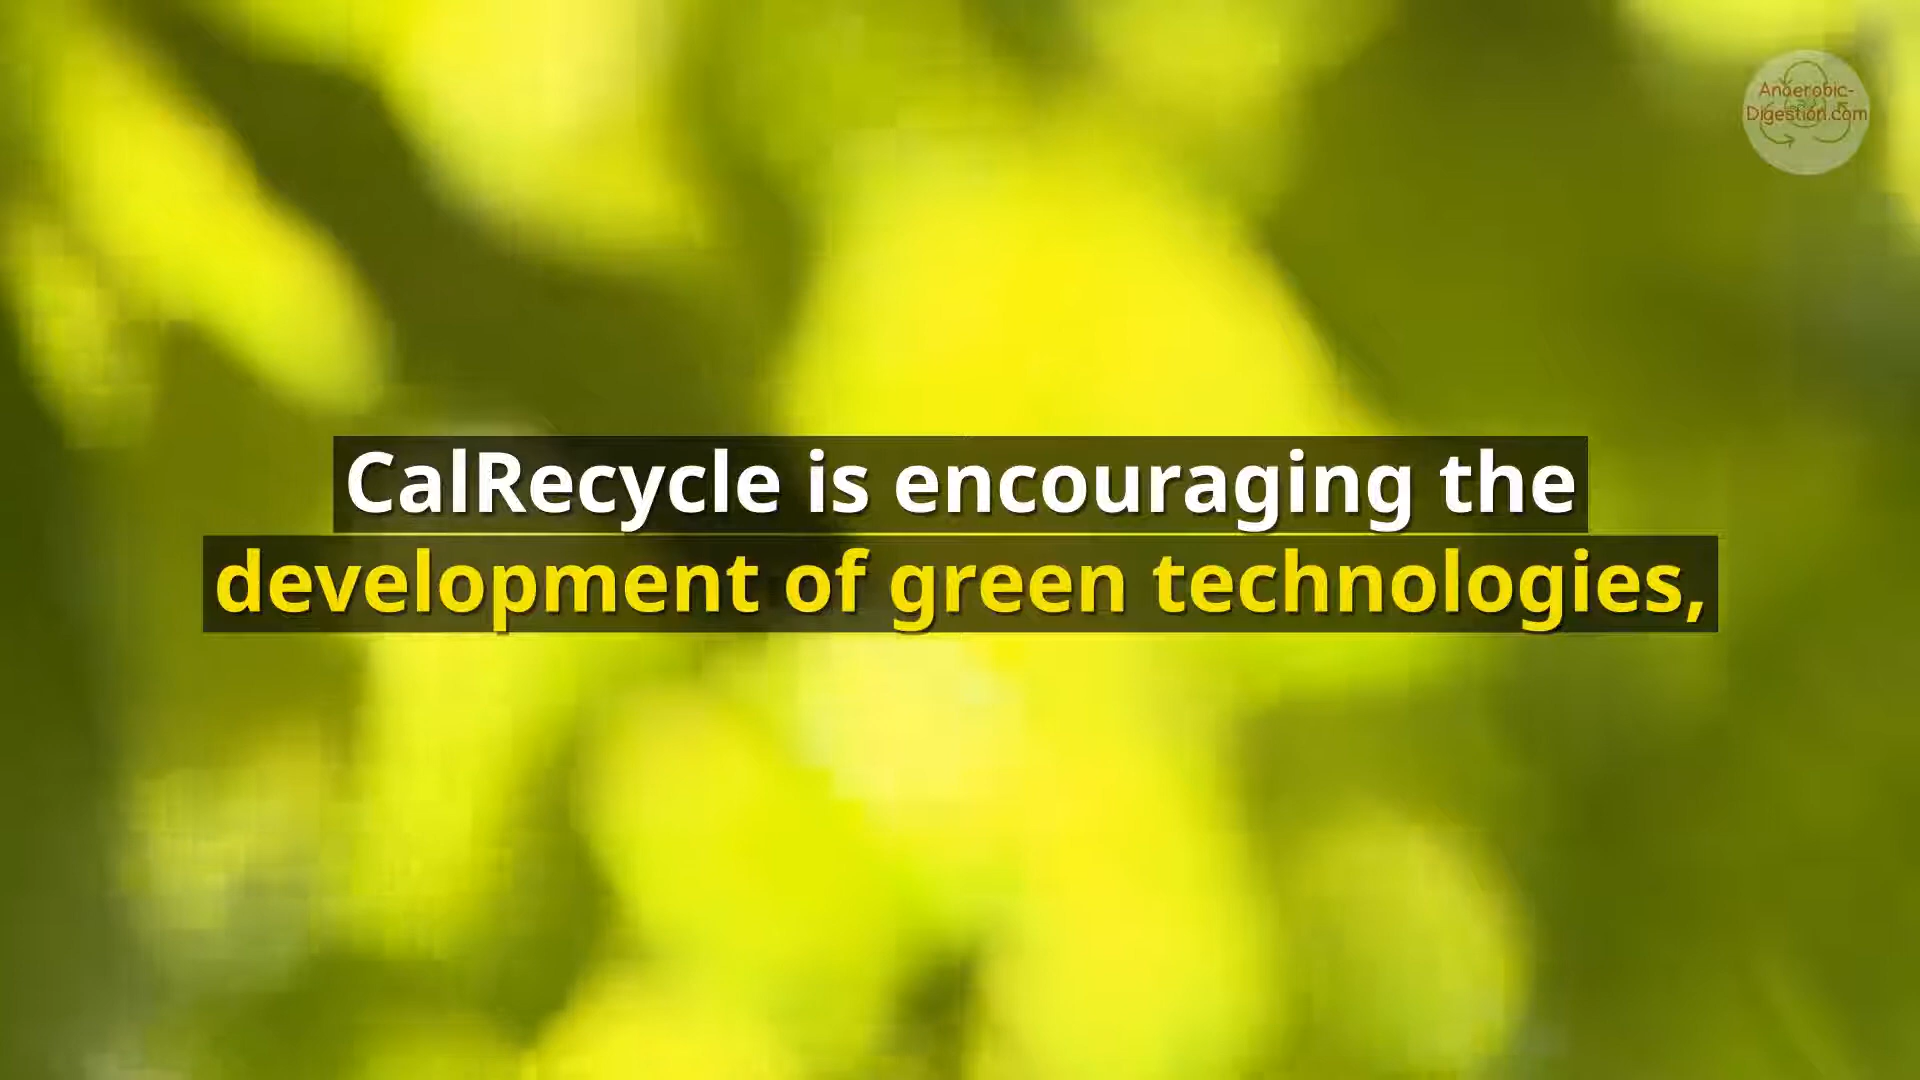 Anaerobic-
Digestion.com
CalRecycle is encouraging the
development of green technologies,